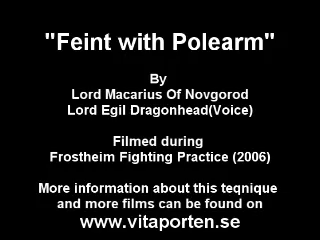 "Feint with Polearm"
By
Lord Macarius Of Novgorod
Lord Egil Dragonhead(Voice)
Filmed during
Frostheim Fighting Practice (2006)
More information about this teqnique
and more films can be found on
www.vitaporten.se